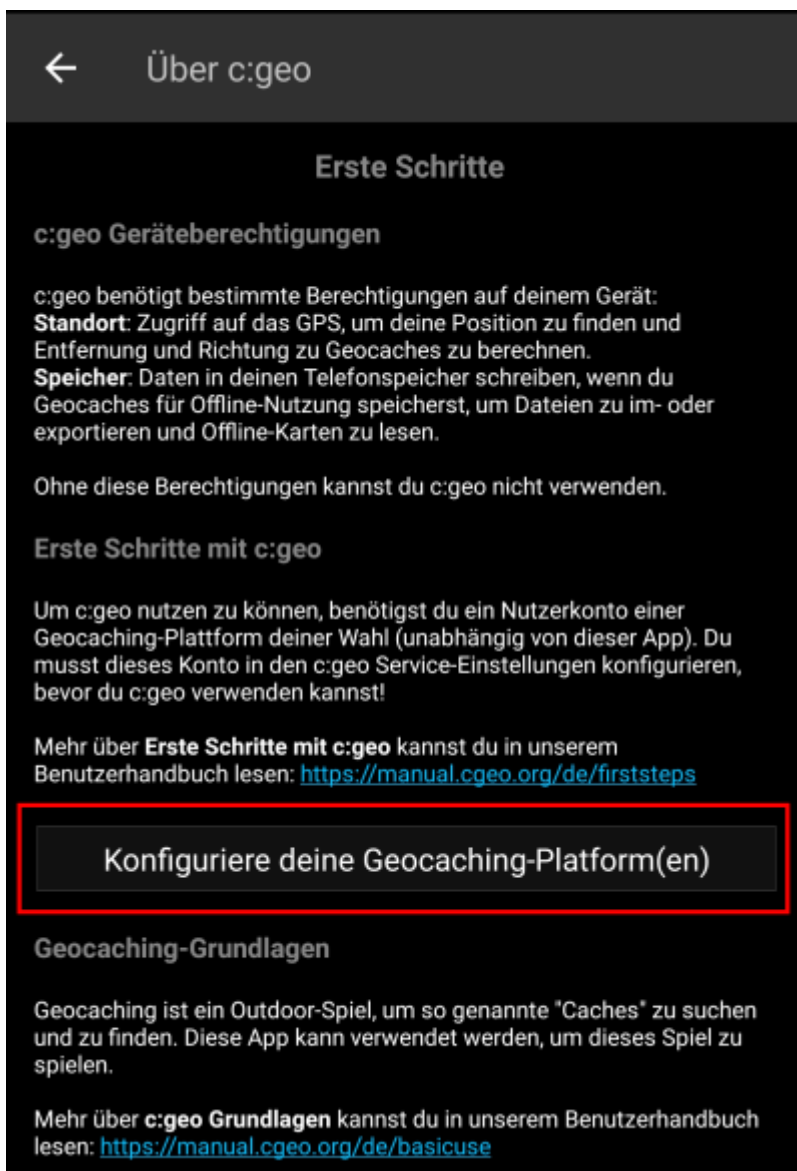 Über c:geo
Erste Schritte
c:geo Geräteberechtigungen
c:geo benötigt bestimmte Berechtigungen auf deinem Gerät:
Standort: Zugriff auf das GPS, um deine Position zu finden und
Entfernung und Richtung zu Geocaches zu berechnen.
Speicher: Daten in deinen Telefonspeicher schreiben, wenn du
Geocaches für Offline-Nutzung speicherst, um Dateien zu im- oder
exportieren und Offline-Karten zu lesen.
Ohne diese Berechtigungen kannst du c:geo nicht verwenden.
Erste Schritte mit c:geo
Um c:geo nutzen zu können, benötigst du ein Nutzerkonto einer
Geocaching-Plattform deiner Wahl (unabhängig von dieser App). Du
musst dieses Konto in den c:geo Service-Einstellungen konfigurieren,
bevor du c:geo verwenden kannst!
Mehr über Erste Schritte mit c:geo kannst du in unserem
Benutzerhandbuch lesen: https://manual.cgeo.org/de/firststeps
Konfiguriere deine Geocaching-Platform(en)
Geocaching-Grundlagen
Geocaching ist ein Outdoor-Spiel, um so genannte "Caches" zu suchen
und zu finden. Diese App kann verwendet werden, um dieses Spiel zu
spielen.
Mehr über c:geo Grundlagen kannst du in unserem Benutzerhandbuch
lesen: https://manual.cgeo.org/de/basicuse